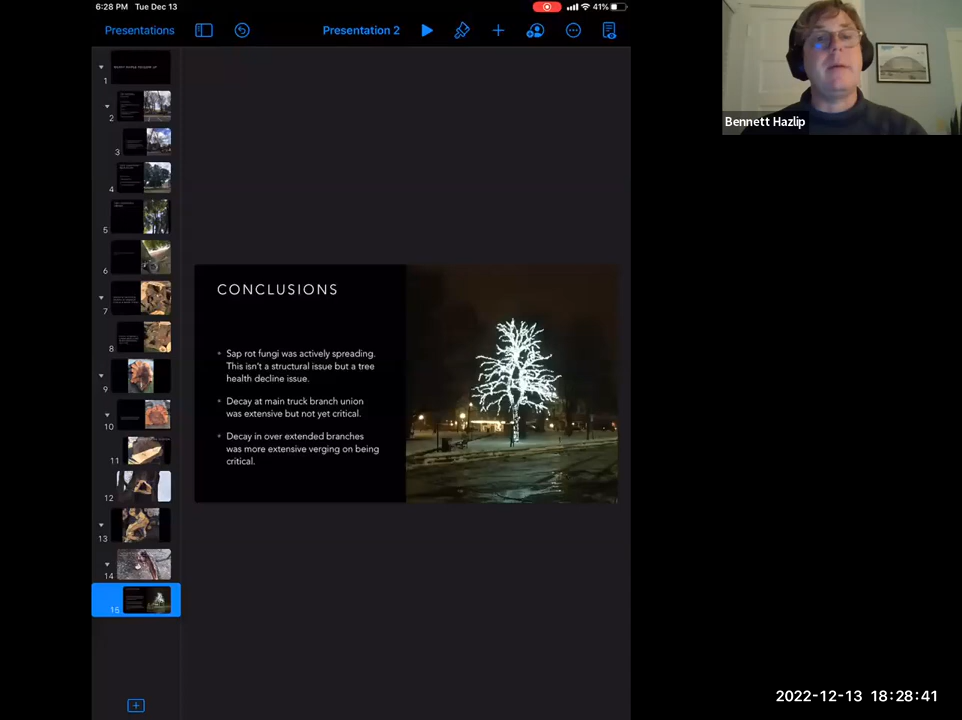 6:28 PM Tue Dec 13
41%
Presentations
Presentation 2
1
2
3
4
5
6
7
8
9
10
11
12
13
14
15
CONCLUSIONS
Sap rot fungi was actively spreading.
This isn't a structural issue but a tree
health decline issue.
Decay at main truck branch union
was extensive but not yet critical.
Decay in over extended branches
was more extensive verging on being
critical.
Bennett Hazlip
2022-12-13 18:28:41